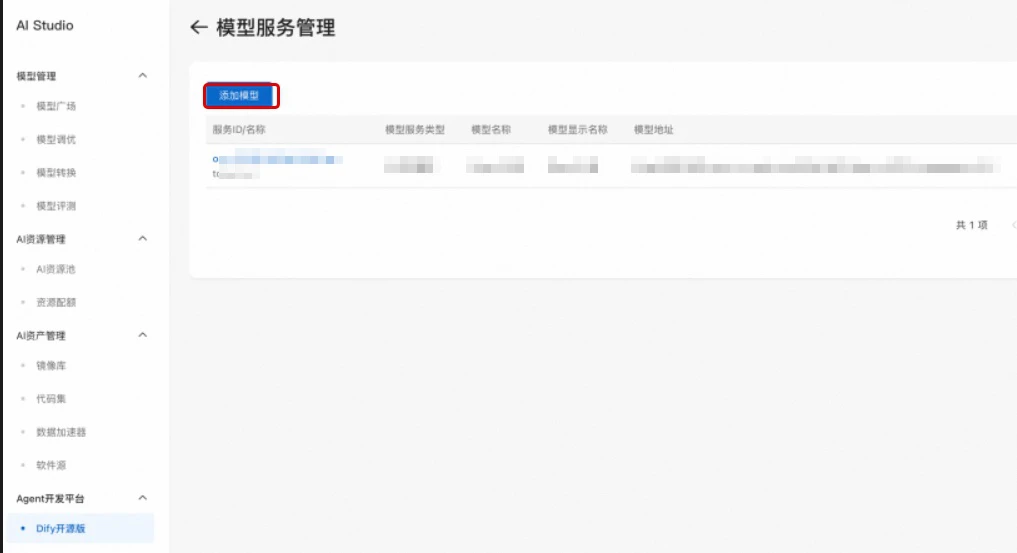 AI Studio
模型管理
模型广场
模型调优
模型转换
模型评测
AI资源管理
AI资源池
资源配额
AI资产管理
镜像库
代码集
数据加速器
软件源
Agent开发平台
Dify开源版
模型服务管理
添加模型
服务ID/名称 模型服务类型 模型名称 模型显示名称 模型地址
共 1 项